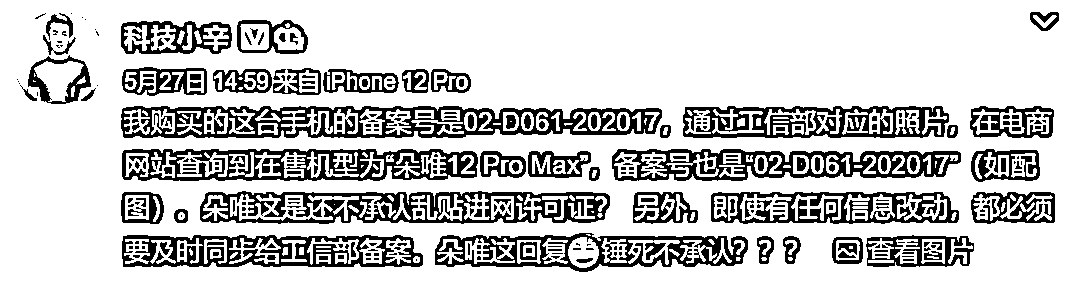 科技小辛
5月27日 14:59 来自 iPhone 12 Pro
我购买的这台手机的备案号是02-D061-202017，通过工信部对应的照片，在电商
网站查询到在售机型为“朵唯12 Pro Max”，备案号也是“02-D061-202017”（如配
图）。朵唯这是还不承认乱贴进网许可证？ 另外，即使有任何信息改动，都必须
要及时同步给工信部备案。朵唯这回复锤死不承认？？？ 查看图片